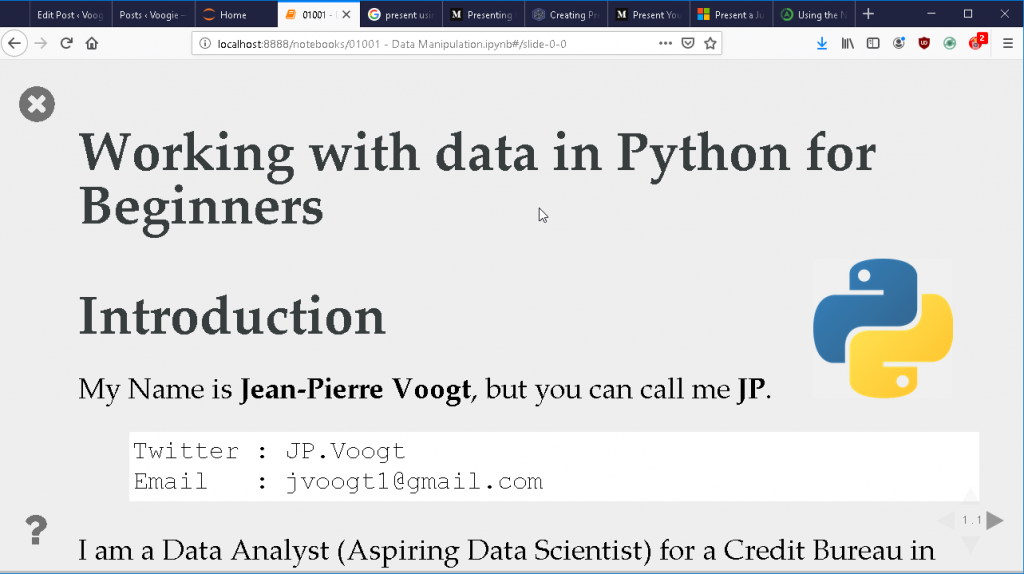 Edit Post ‹ Voog
Posts ‹ Voogie –
Home
01001 -
present usi
Presenting
Creating Pr
Present You
Present a Ju
Using the N
localhost:8888/notebooks/01001 - Data Manipulation.ipynb#/slide-0-0
2
Working with data in Python for
Beginners
Introduction
My Name is Jean-Pierre Voogt, but you can call me JP.
Twitter : JP.Voogt
Email : jvoogt1@gmail.com
1.1
?
I am a Data Analyst (Aspiring Data Scientist) for a Credit Bureau in